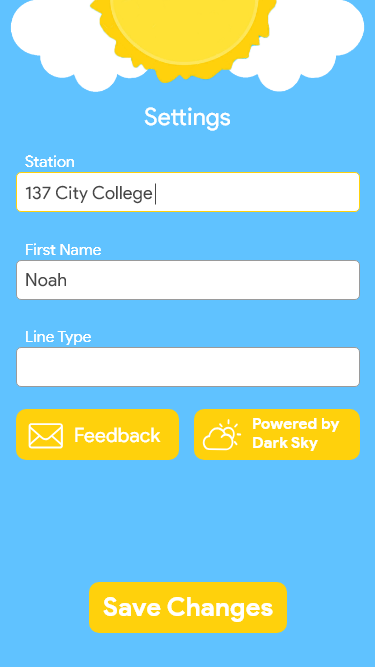 Settings
Station
137 City College
First Name
Noah
Line Type
Feedback
Powered by
Dark Sky
Save Changes